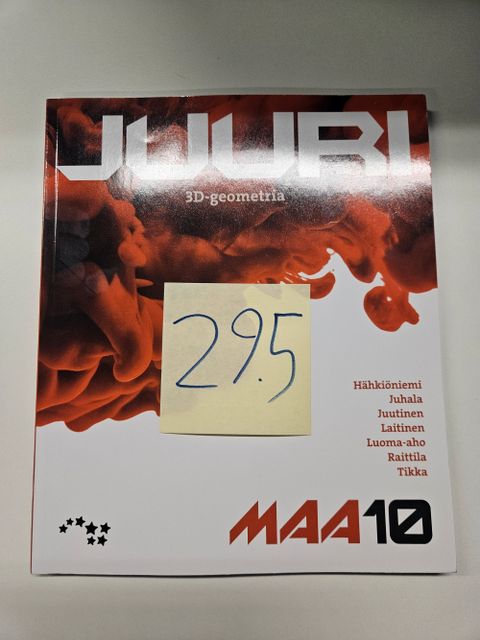 JUURI
3D-geometria
29.5
Hähkiöniemi
Juhala
Juutinen
Laitinen
Luoma-aho
Raittila
Tikka
MAA10